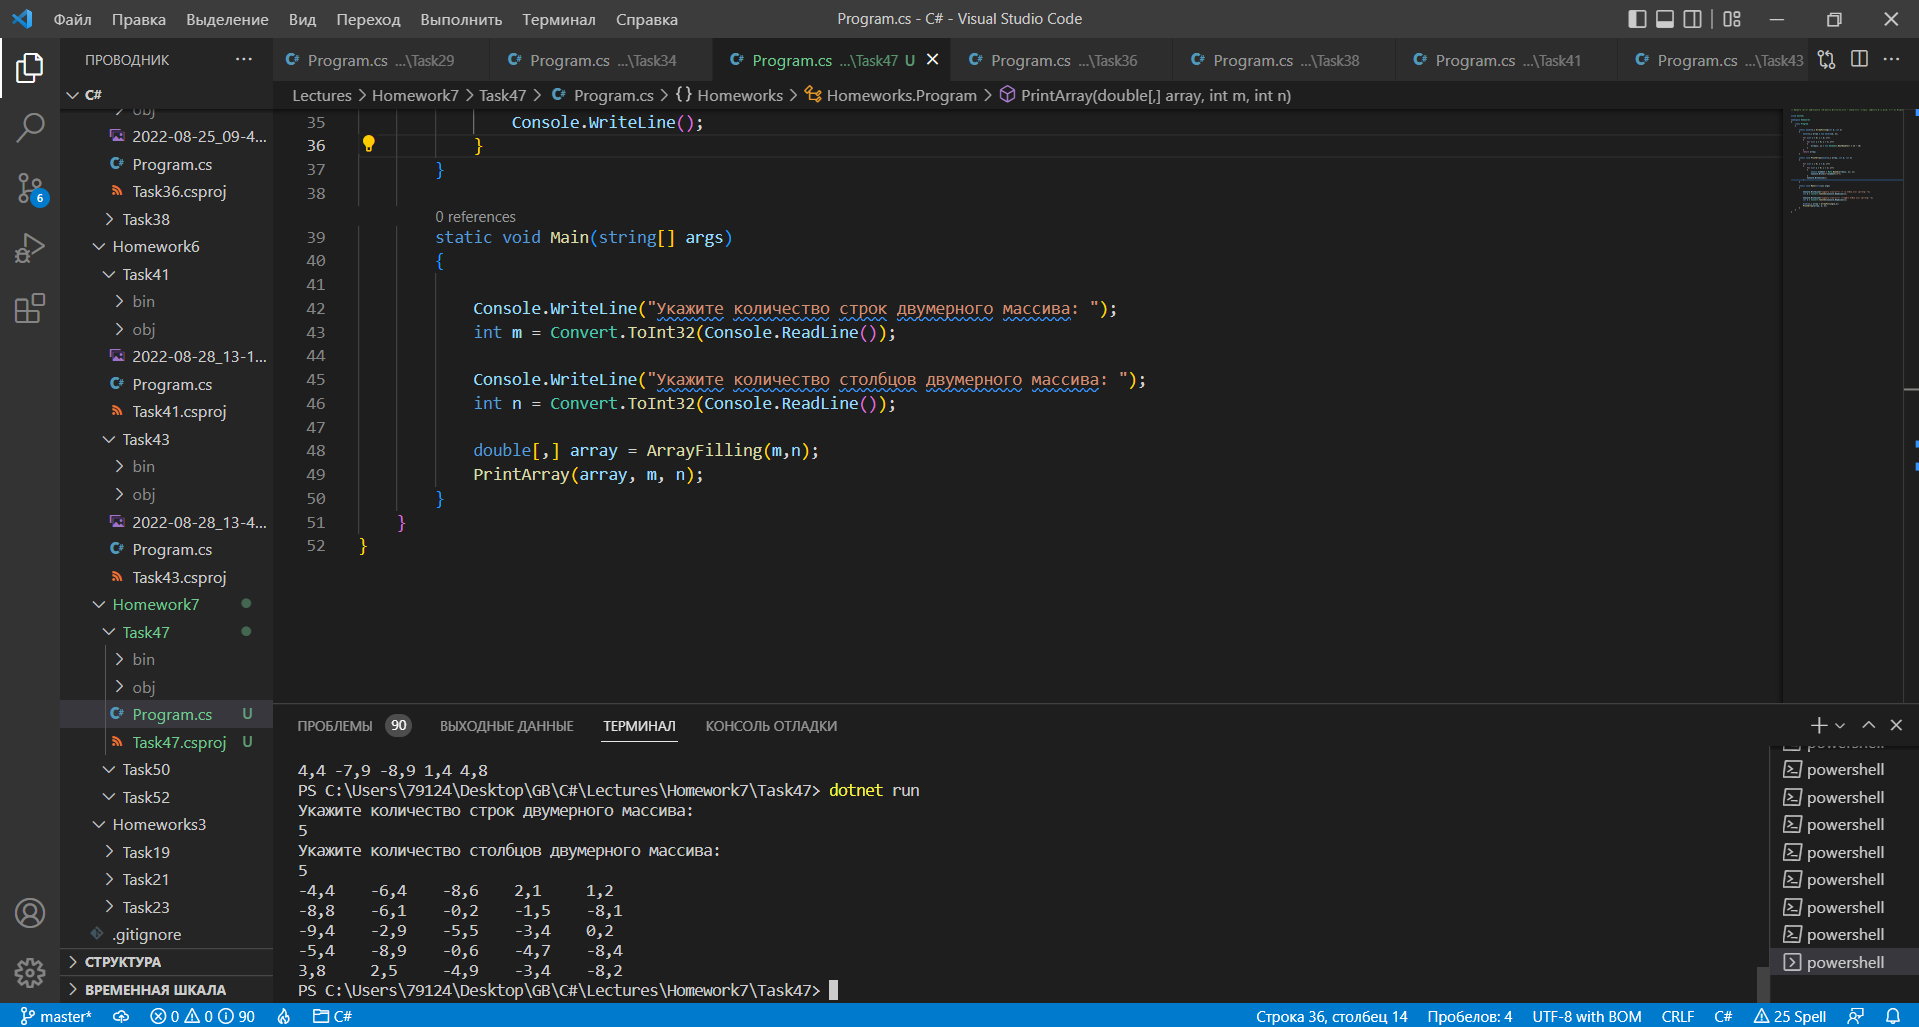 Файл Правка Выделение Вид Переход Выполнить Терминал Справка
Program.cs - C# - Visual Studio Code
ПРОВОДНИК ···
Program.cs ...\Task29
Program.cs ...\Task34
Program.cs ...\Task47 U
Program.cs ...\Task36
Program.cs ...\Task38
Program.cs ...\Task41
Program.cs ...\Task43
Lectures > Homework7 > Task47 > Program.cs > {} Homeworks > Homeworks.Program > PrintArray(double[,] array, int m, int n)
C#
obj
2022-08-25_09-4...
Program.cs
Task36.csproj
Task38
Homework6
Task41
bin
obj
2022-08-28_13-1...
Program.cs
Task41.csproj
Task43
bin
obj
2022-08-28_13-4...
Program.cs
Task43.csproj
Homework7
Task47
bin
obj
Program.cs U
Task47.csproj U
Task50
Task52
Homeworks3
Task19
Task21
Task23
.gitignore
СТРУКТУРА
ВРЕМЕННАЯ ШКАЛА
6
35 Console.WriteLine();
36 }
37 }
38
0 references
39 static void Main(string[] args)
40 {
41
42 Console.WriteLine("Укажите количество строк двумерного массива: ");
43 int m = Convert.ToInt32(Console.ReadLine());
44
45 Console.WriteLine("Укажите количество столбцов двумерного массива: ");
46 int n = Convert.ToInt32(Console.ReadLine());
47
48 double[,] array = ArrayFilling(m,n);
49 PrintArray(array, m, n);
50 }
51 }
52 }
ПРОБЛЕМЫ 90 ВЫХОДНЫЕ ДАННЫЕ ТЕРМИНАЛ КОНСОЛЬ ОТЛАДКИ
4,4 -7,9 -8,9 1,4 4,8
PS C:\Users\79124\Desktop\GB\C#\Lectures\Homework7\Task47> dotnet run
Укажите количество строк двумерного массива:
5
Укажите количество столбцов двумерного массива:
5
-4,4 -6,4 -8,6 2,1 1,2
-8,8 -6,1 -0,2 -1,5 -8,1
-9,4 -2,9 -5,5 -3,4 0,2
-5,4 -8,9 -0,6 -4,7 -8,4
3,8 2,5 -4,9 -3,4 -8,2
PS C:\Users\79124\Desktop\GB\C#\Lectures\Homework7\Task47>
powershell
powershell
powershell
powershell
powershell
powershell
powershell
powershell
powershell
master* 0 0 90 C#
Строка 36, столбец 14 Пробелов: 4 UTF-8 with BOM CRLF C# 25 Spell